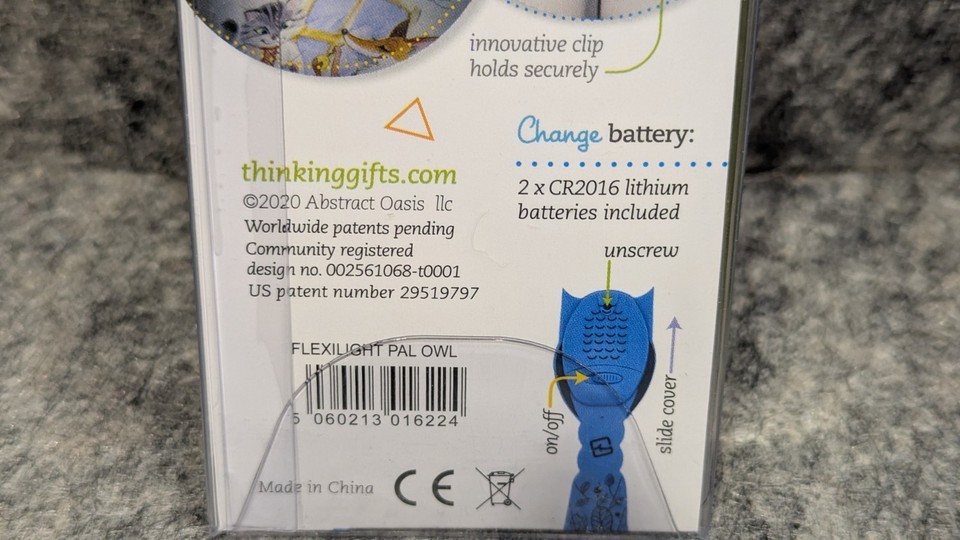 innovative clip
holds securely
Change battery:
thinkinggifts.com
©2020 Abstract Oasis llc
Worldwide patents pending
Community registered
design no. 002561068-t0001
US patent number 29519797
2 x CR2016 lithium
batteries included
unscrew
on/off
slide cover
FLEXILIGHT PAL OWL
5 060213 016224
Made in China
CE